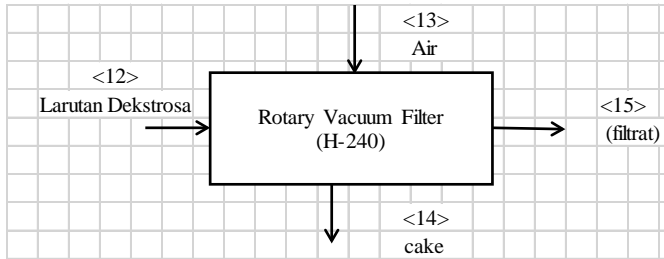 <13>
Air
<12>
Larutan Dekstrosa
Rotary Vacuum Filter
(H-240)
<15>
(filtrat)
<14>
cake